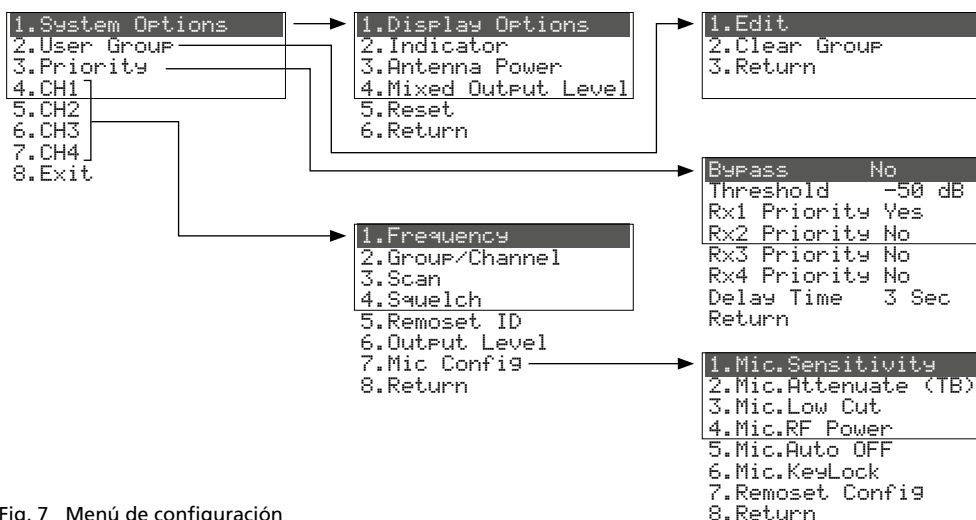 1.System Options
2.User Group
3.Priority
4.CH1
5.CH2
6.CH3
7.CH4
8.Exit
1.Display Options
2.Indicator
3.Antenna Power
4.Mixed Output Level
5.Reset
6.Return
1.Edit
2.Clear Group
3.Return
Bypass No
Threshold -50 dB
Rx1 Priority Yes
Rx2 Priority No
Rx3 Priority No
Rx4 Priority No
Delay Time 3 Sec
Return
1.Frequency
2.Group/Channel
3.Scan
4.Squelch
5.Remoset ID
6.Output Level
7.Mic Config
8.Return
1.Mic.Sensitivity
2.Mic.Attenuate (TB)
3.Mic.Low Cut
4.Mic.RF Power
5.Mic.Auto OFF
6.Mic.KeyLock
7.Remoset Config
8.Return
Fig. 7 Menú de configuración